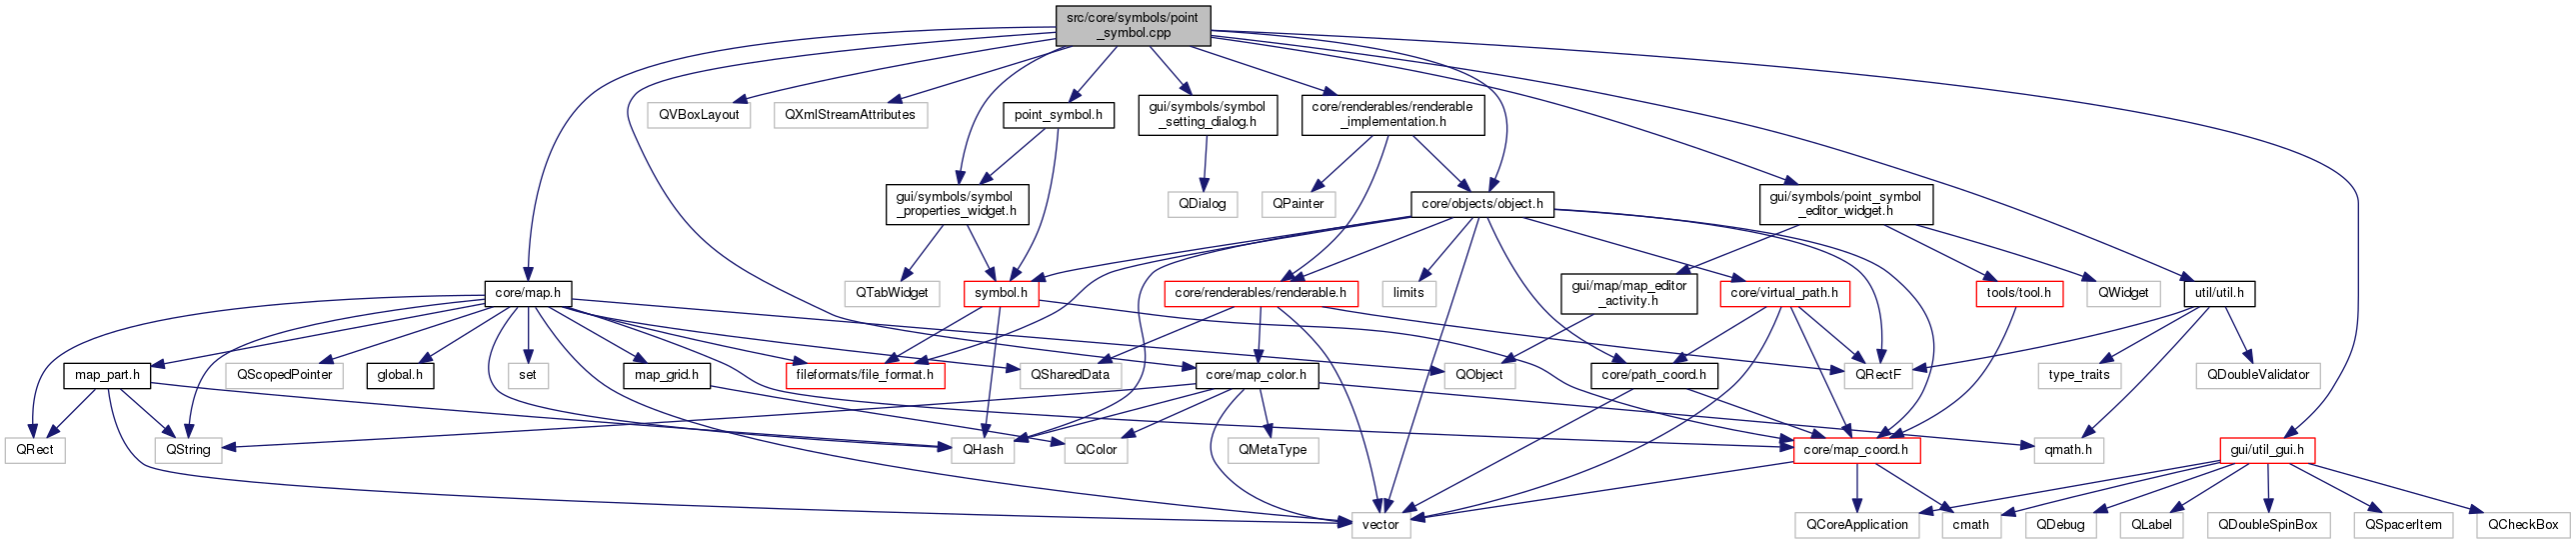 src/core/symbols/point
_symbol.cpp
QVBoxLayout
QXmlStreamAttributes
point_symbol.h
gui/symbols/symbol
_setting_dialog.h
core/renderables/renderable
_implementation.h
gui/symbols/symbol
_properties_widget.h
QDialog
QPainter
core/objects/object.h
gui/symbols/point_symbol
_editor_widget.h
core/map.h
QTabWidget
symbol.h
core/renderables/renderable.h
limits
gui/map/map_editor
_activity.h
core/virtual_path.h
tools/tool.h
QWidget
util/util.h
map_part.h
QScopedPointer
global.h
set
map_grid.h
fileformats/file_format.h
QSharedData
core/map_color.h
QObject
core/path_coord.h
QRectF
type_traits
QDoubleValidator
QRect
QString
QHash
QColor
QMetaType
core/map_coord.h
qmath.h
gui/util_gui.h
vector
QCoreApplication
cmath
QDebug
QLabel
QDoubleSpinBox
QSpacerItem
QCheckBox